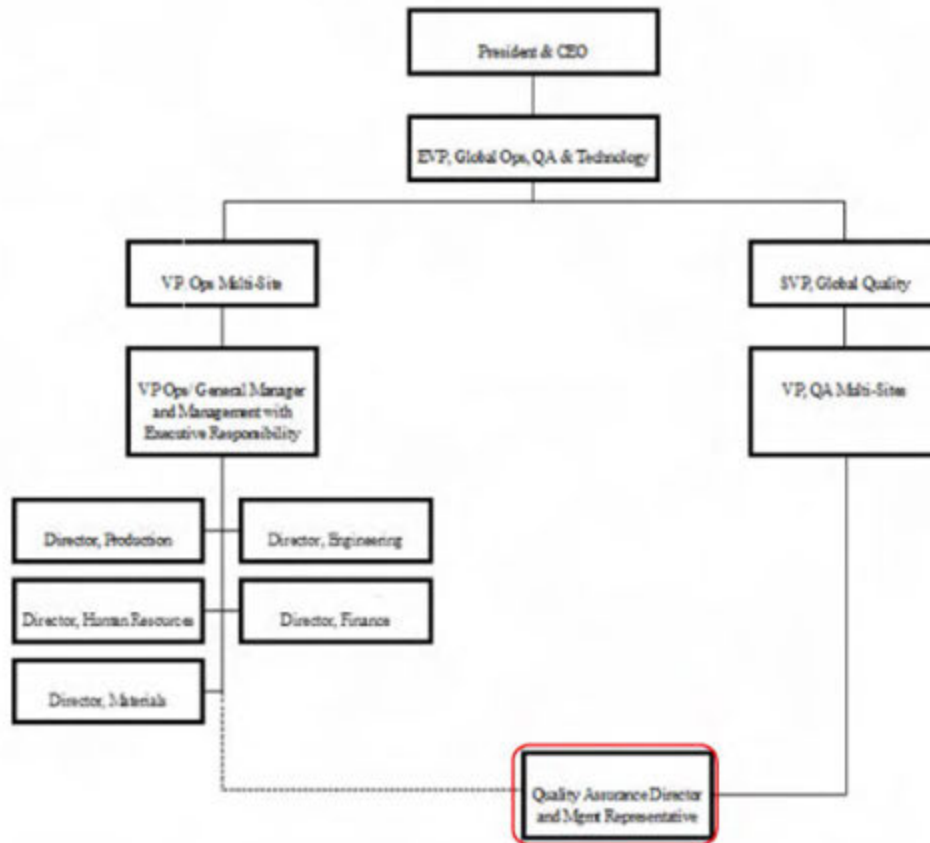 President & CEO
EVP, Global Ops, QA & Technology
VP, Ops Multi-Site
SVP, Global Quality
VP Ops/ General Manager
and Management with
Executive Responsibility
VP, QA Multi-Sites
Director, Production
Director, Engineering
Director, Human Resources
Director, Finance
Director, Materials
Quality Assurance Director
and Mgmt Representative